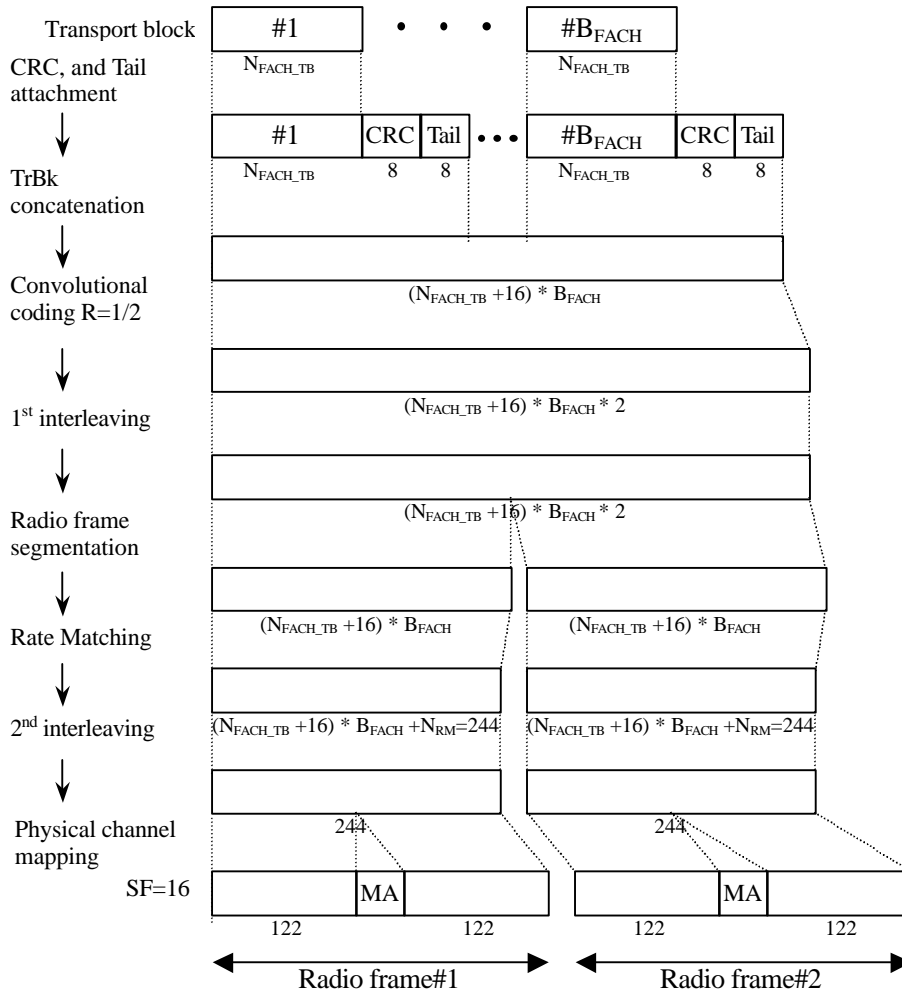 Transport block #1 • • • #B_FACH
N_FACH_TB N_FACH_TB
CRC, and Tail
attachment
#1 CRC Tail ••• #B_FACH CRC Tail
N_FACH_TB 8 8 N_FACH_TB 8 8
TrBk
concatenation
(N_FACH_TB +16) * B_FACH
Convolutional
coding R=1/2
(N_FACH_TB +16) * B_FACH * 2
1st interleaving
(N_FACH_TB +16) * B_FACH * 2
Radio frame
segmentation
(N_FACH_TB +16) * B_FACH (N_FACH_TB +16) * B_FACH
Rate Matching
(N_FACH_TB +16) * B_FACH +N_RM=244 (N_FACH_TB +16) * B_FACH +N_RM=244
2nd interleaving
244 244
Physical channel
mapping
SF=16 MA MA
122 122 122 122
Radio frame#1 Radio frame#2